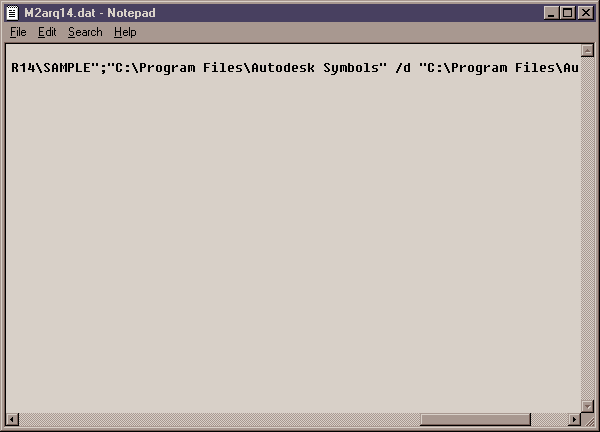 M2arq14.dat - Notepad
File Edit Search Help
R14\SAMPLE";"C:\Program Files\Autodesk Symbols" /d "C:\Program Files\Au